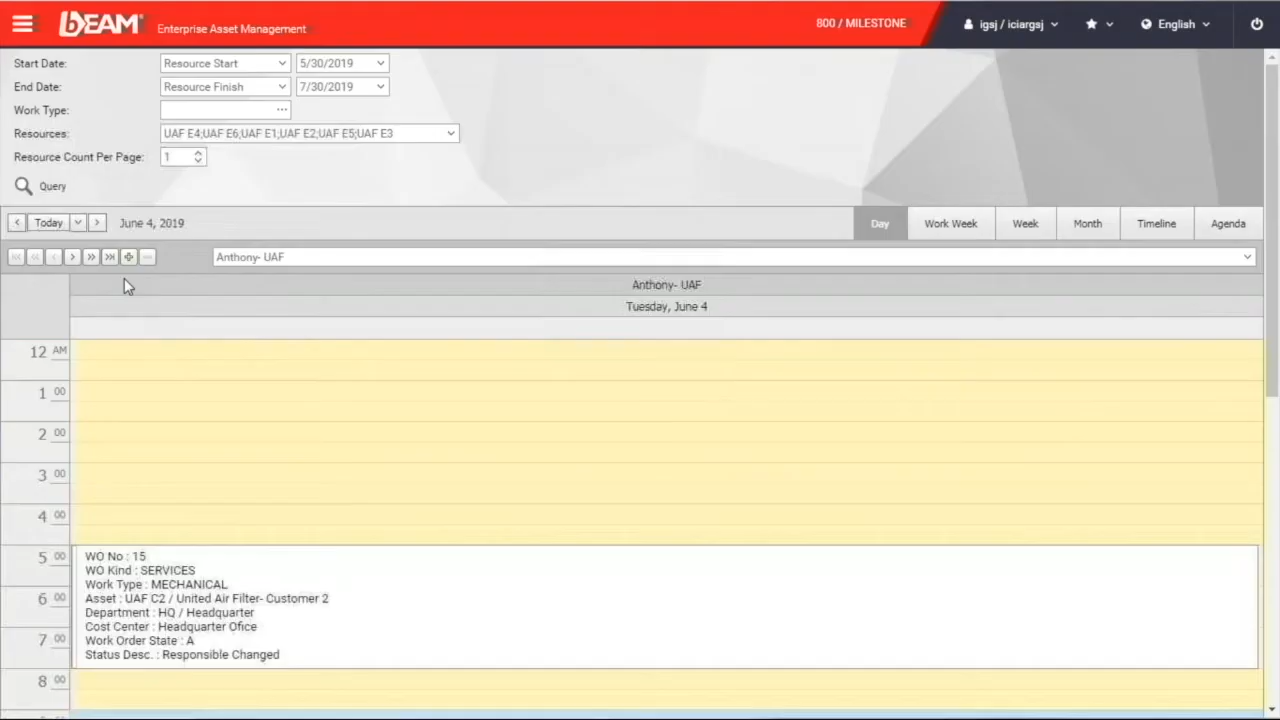 bEAM Enterprise Asset Management
800 / MILESTONE
igsj / iciargsj
English
Start Date: Resource Start 5/30/2019
End Date: Resource Finish 7/30/2019
Work Type: ...
Resources: UAF E4;UAF E6;UAF E1;UAF E2;UAF E5;UAF E3
Resource Count Per Page: 1
Query
Today June 4, 2019 Day Work Week Week Month Timeline Agenda
Anthony- UAF
Anthony- UAF
Tuesday, June 4
12 AM
1 00
2 00
3 00
4 00
5 00
6 00
7 00
8 00
WO No : 15
WO Kind : SERVICES
Work Type : MECHANICAL
Asset : UAF C2 / United Air Filter- Customer 2
Department : HQ / Headquarter
Cost Center : Headquarter Ofice
Work Order State : A
Status Desc. : Responsible Changed